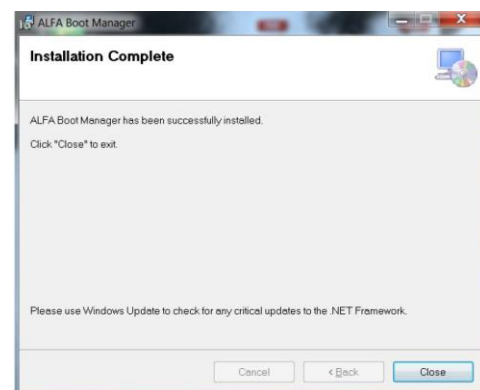 ALFA Boot Manager
Installation Complete
ALFA Boot Manager has been successfully installed.
Click "Close" to exit.
Please use Windows Update to check for any critical updates to the .NET Framework.
Cancel
< Back
Close